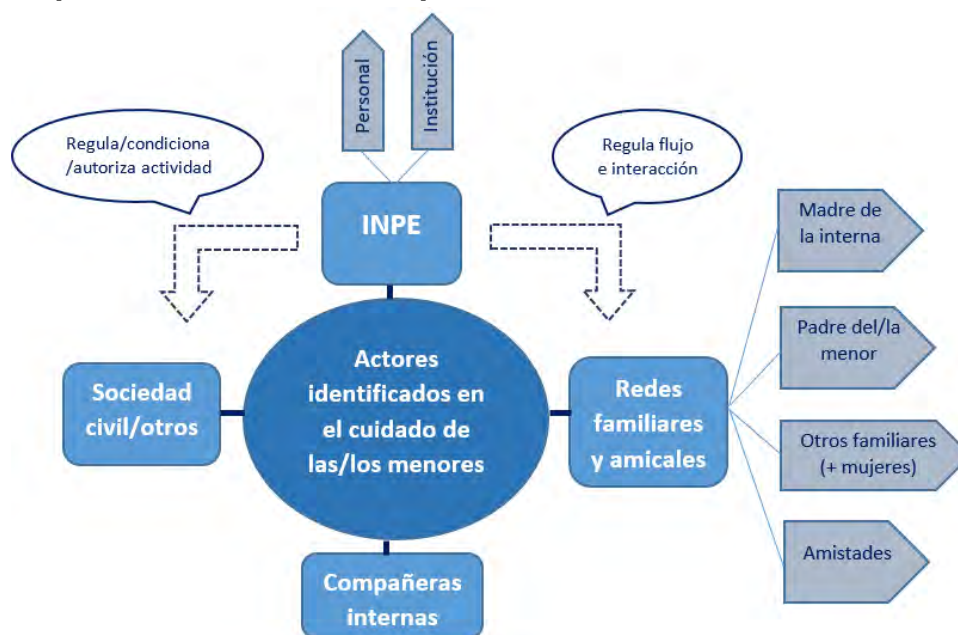 Personal
Institución
Regula/condiciona
/autoriza actividad
Regula flujo
e interacción
INPE
Madre de
la interna
Padre del/la
menor
Otros familiares
(+ mujeres)
Amistades
Actores
identificados en
el cuidado de
las/los menores
Sociedad
civil/otros
Redes
familiares
y amicales
Compañeras
internas